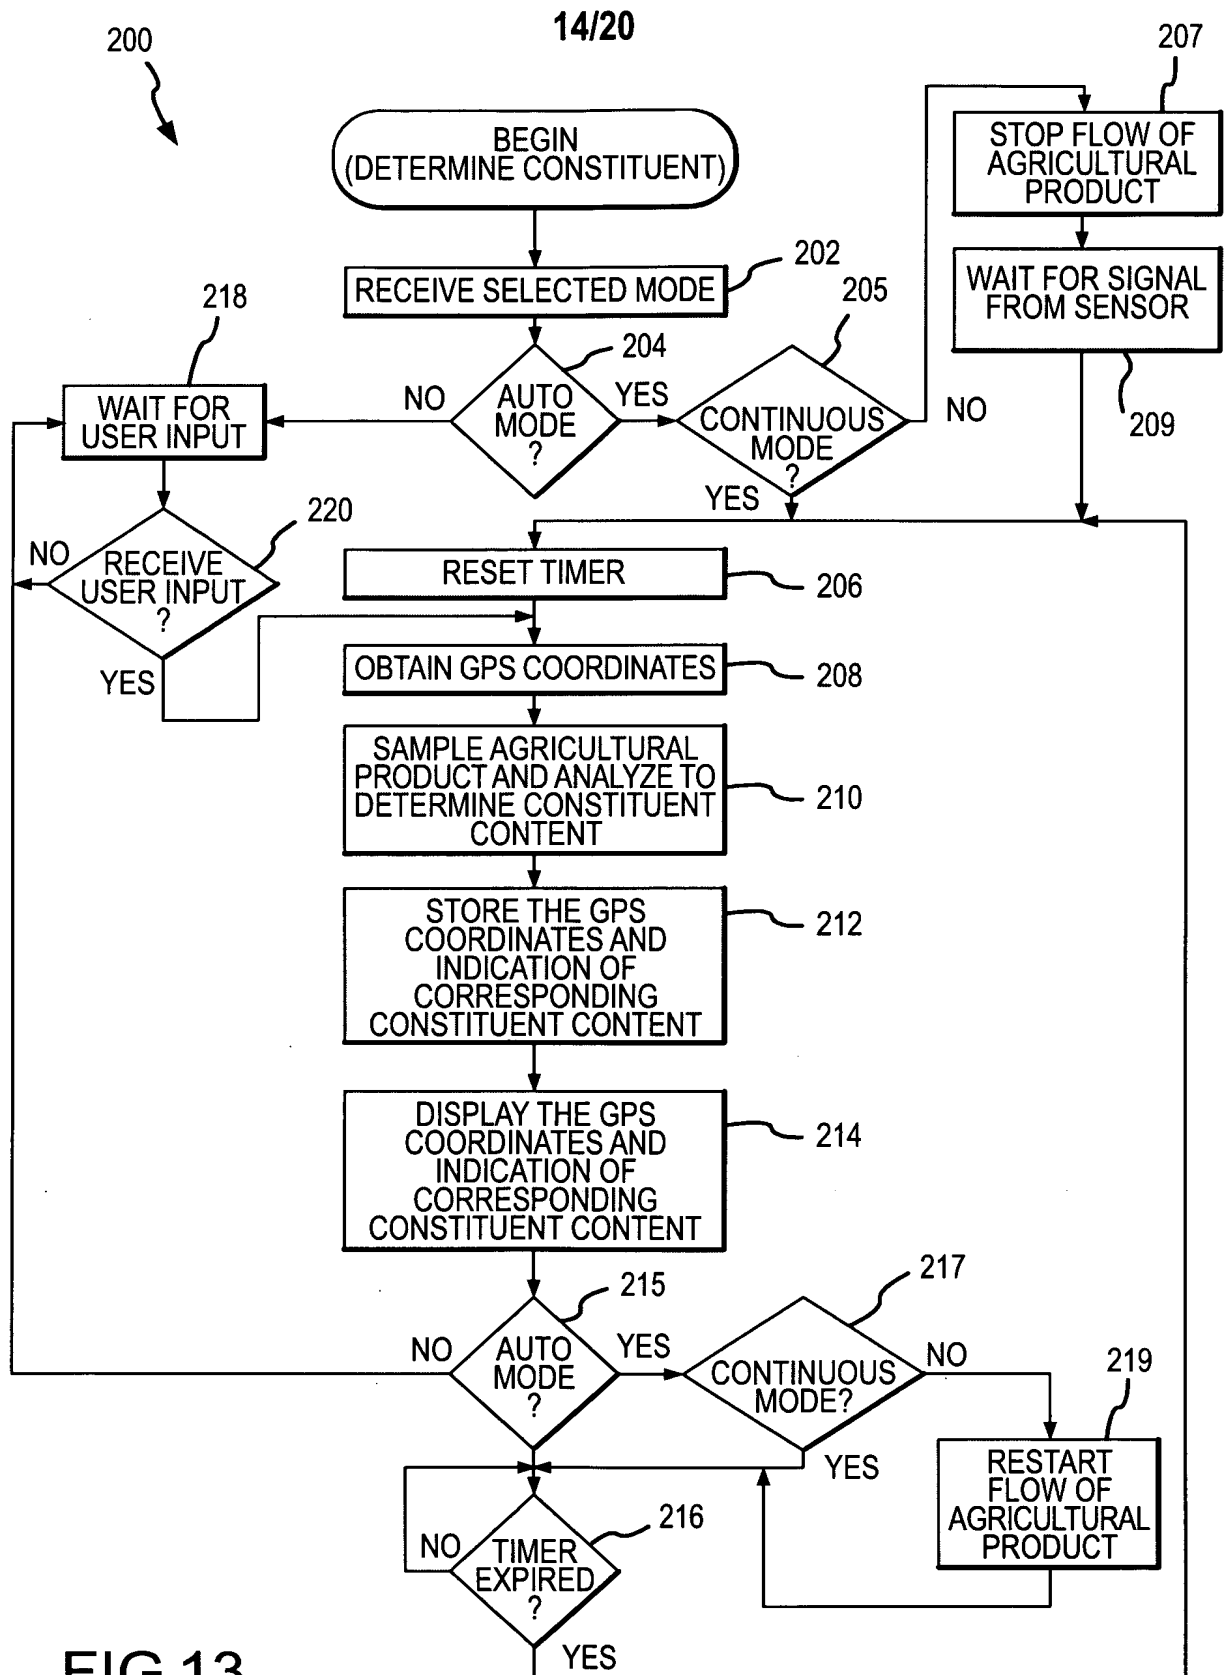 14/20
200
BEGIN
(DETERMINE CONSTITUENT)
207
STOP FLOW OF
AGRICULTURAL
PRODUCT
202
RECEIVE SELECTED MODE
205
WAIT FOR SIGNAL
FROM SENSOR
209
218
WAIT FOR
USER INPUT
NO
204
AUTO
MODE
?
YES
CONTINUOUS
MODE
?
NO
YES
220
RECEIVE
USER INPUT
?
NO
YES
RESET TIMER
206
OBTAIN GPS COORDINATES
208
SAMPLE AGRICULTURAL
PRODUCT AND ANALYZE TO
DETERMINE CONSTITUENT
CONTENT
210
STORE THE GPS
COORDINATES AND
INDICATION OF
CORRESPONDING
CONSTITUENT CONTENT
212
DISPLAY THE GPS
COORDINATES AND
INDICATION OF
CORRESPONDING
CONSTITUENT CONTENT
214
215
NO
AUTO
MODE
?
YES
217
CONTINUOUS
MODE?
NO
YES
219
RESTART
FLOW OF
AGRICULTURAL
PRODUCT
216
NO
TIMER
EXPIRED
?
YES
FIG.13